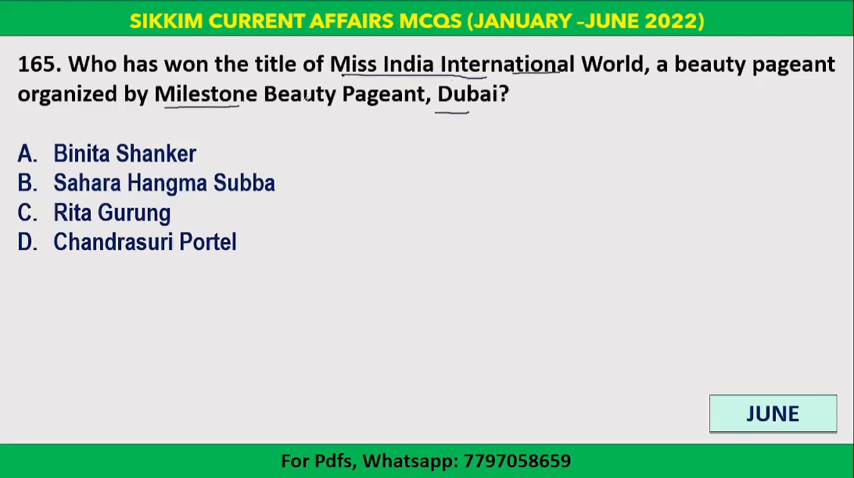 SIKKIM CURRENT AFFAIRS MCQS (JANUARY –JUNE 2022)
165. Who has won the title of Miss India International World, a beauty pageant
organized by Milestone Beauty Pageant, Dubai?
A. Binita Shanker
B. Sahara Hangma Subba
C. Rita Gurung
D. Chandrasuri Portel
JUNE
For Pdfs, Whatsapp: 7797058659